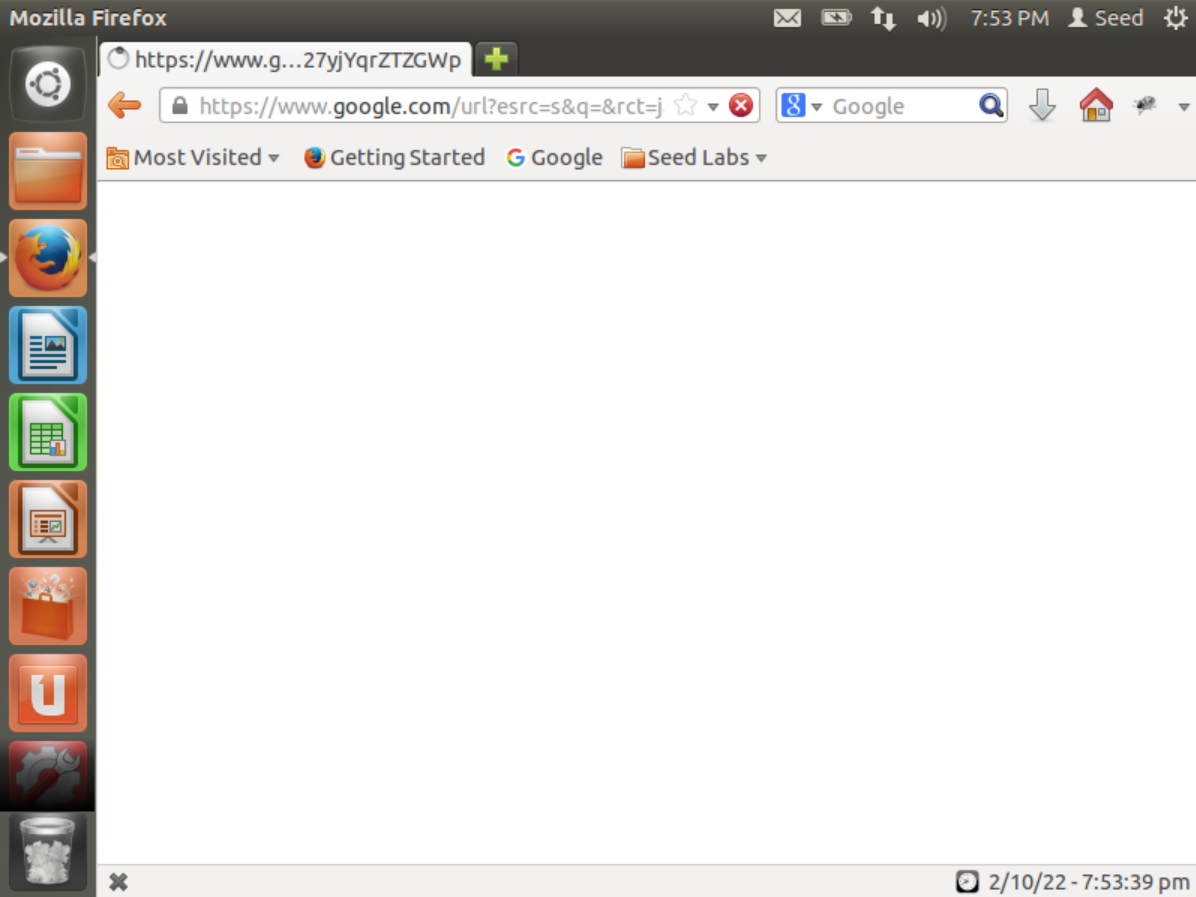 Mozilla Firefox 7:53 PM Seed
https://www.g...27yjYqrZTZGWp
https://www.google.com/url?esrc=s&q=&rct=j 8 Google
Most Visited Getting Started Google Seed Labs
2/10/22 - 7:53:39 pm